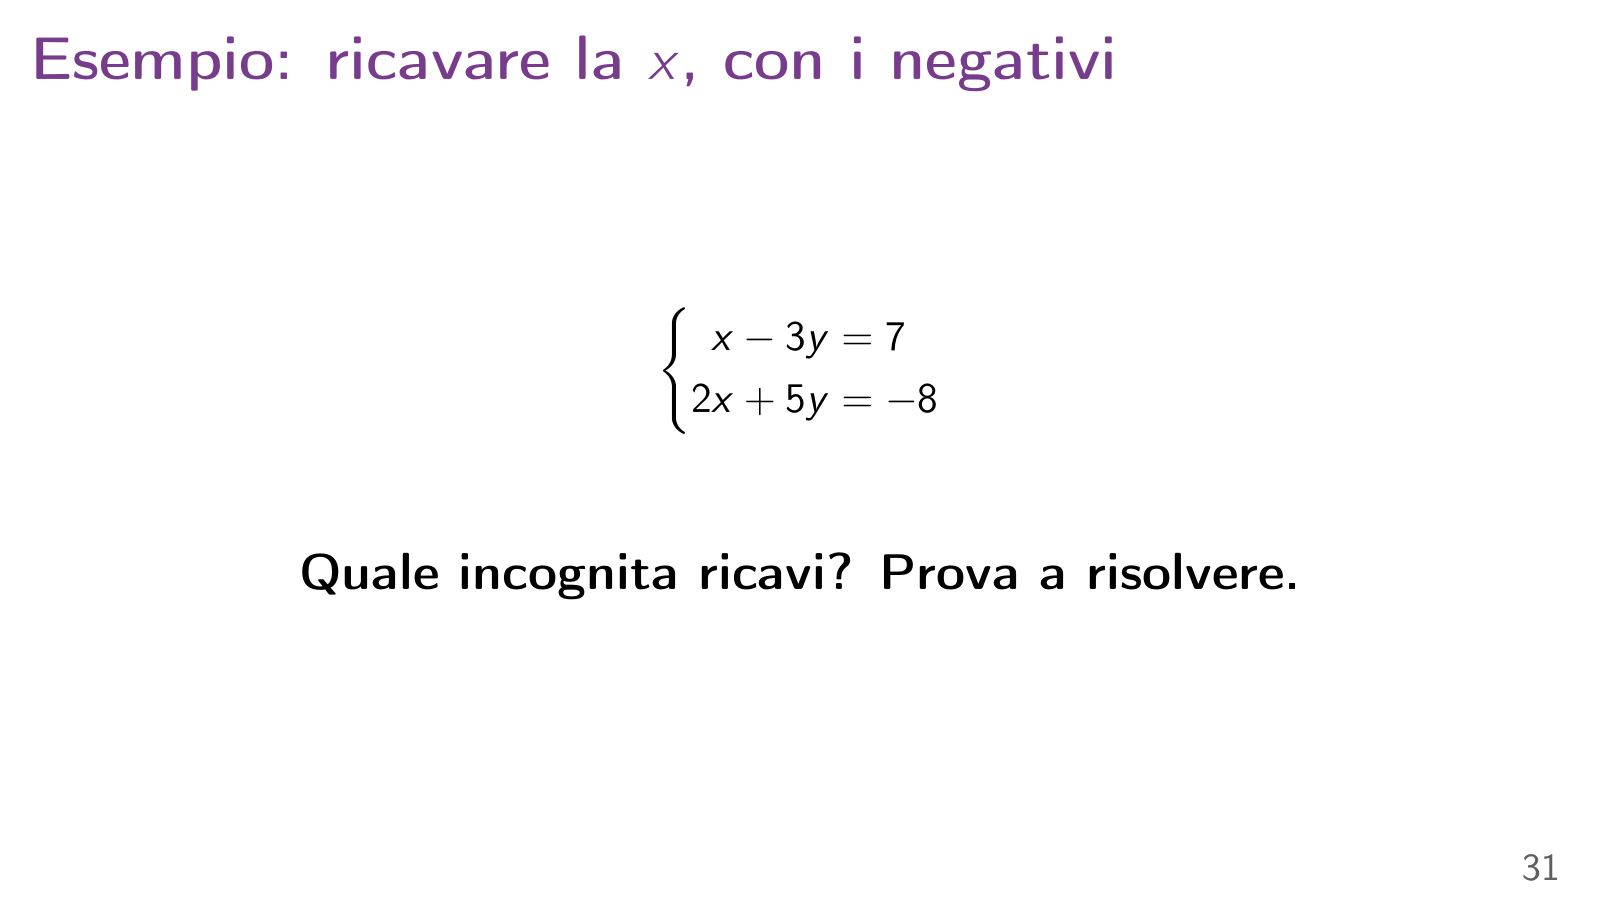 Esempio: ricavare la x, con i negativi
x − 3y = 7
2x + 5y = −8
Quale incognita ricavi? Prova a risolvere.
31